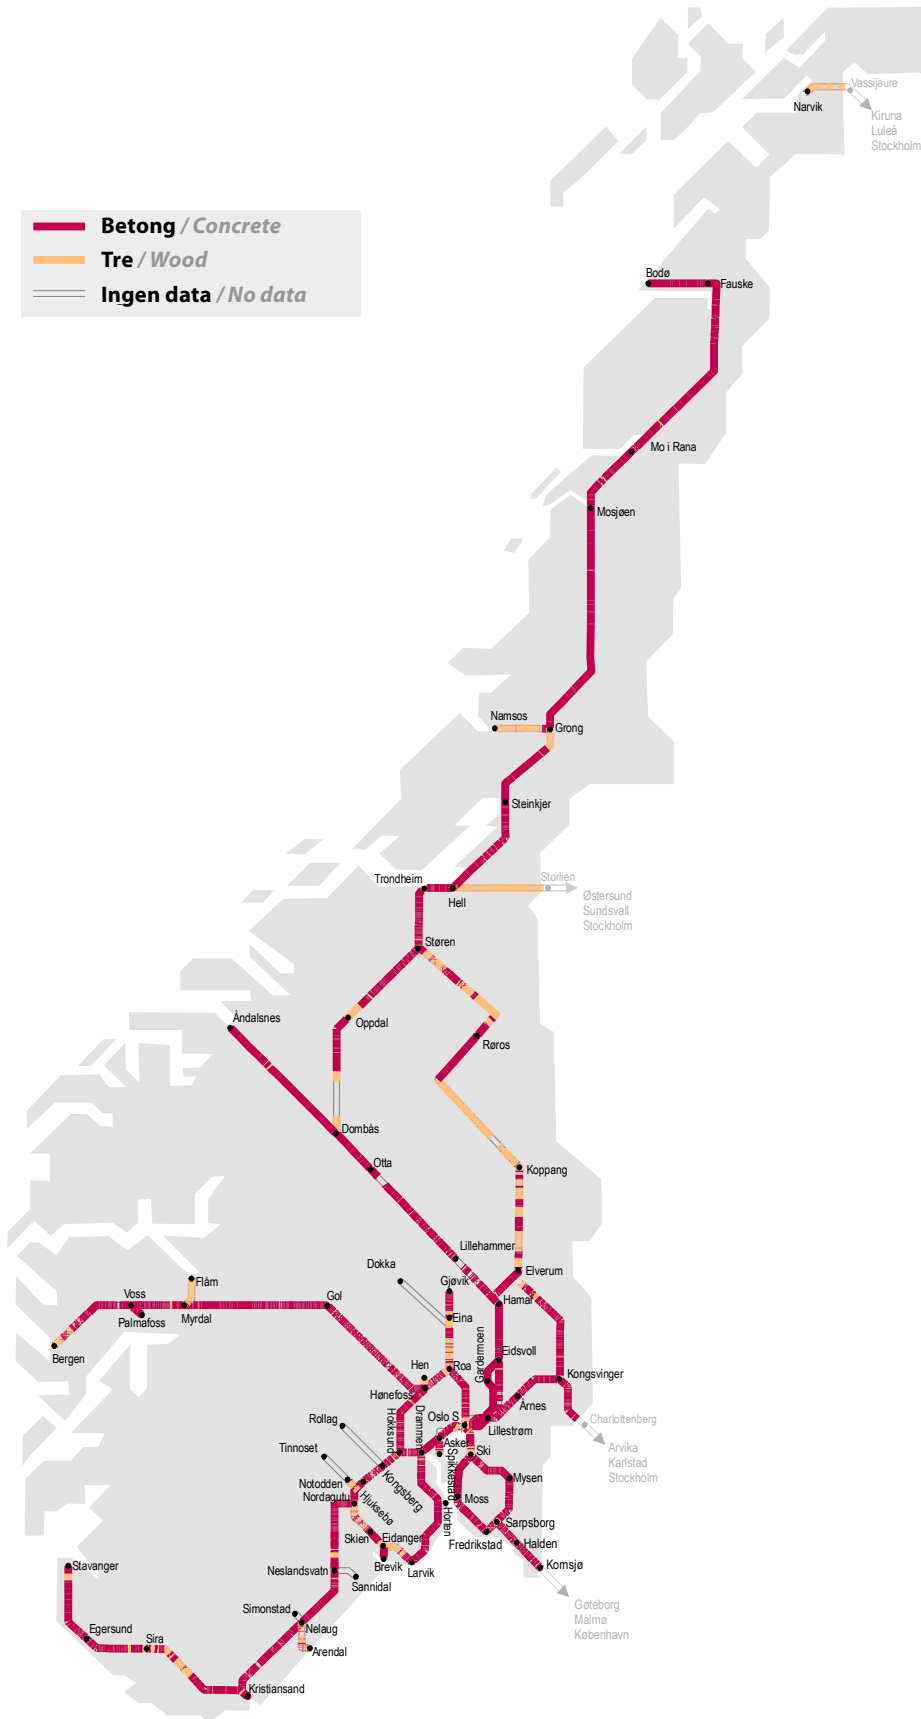 Vassijaure
Narvik
Kiruna
Luleå
Stockholm
Betong / Concrete
Tre / Wood
Ingen data / No data
Bodø
Fauske
Mo i Rana
Mosjøen
Namsos
Grong
Steinkjer
Trondheim
Storlien
Hell
Østersund
Sundsvall
Stockholm
Støren
Åndalsnes
Oppdal
Røros
Dombås
Otta
Koppang
Lillehammer
Dokka
Elverum
Flåm
Gjøvik
Voss
Gol
Hamar
Palmafoss
Myrdal
Eina
Bergen
Gardermoen
Eidsvoll
Hen
Roa
Kongsvinger
Hønefoss
Årnes
Rollag
Hokksund
Drammen
Oslo S
Lillestrøm
Charlottenberg
Tinnoset
Asker
Arvika
Karlstad
Stockholm
Spikkestad
Ski
Notodden
Kongsberg
Mysen
Nordagutu
Hjuksebø
Moss
Horten
Sarpsborg
Skien
Eidanger
Fredrikstad
Halden
Stavanger
Brevik
Larvik
Kornsjø
Neslandsvatn
Sannidal
Simonstad
Gøteborg
Malmø
København
Egersund
Sira
Nelaug
Arendal
Kristiansand